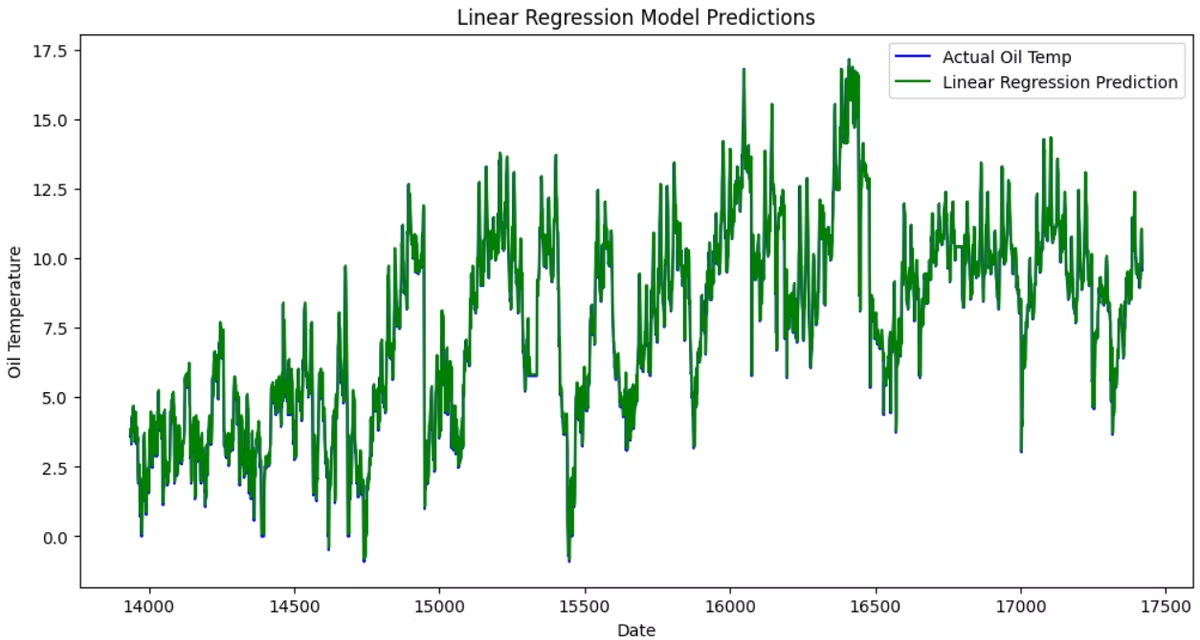 Linear Regression Model Predictions
Actual Oil Temp
Linear Regression Prediction
Oil Temperature
17.5
15.0
12.5
10.0
7.5
5.0
2.5
0.0
14000 14500 15000 15500 16000 16500 17000 17500
Date